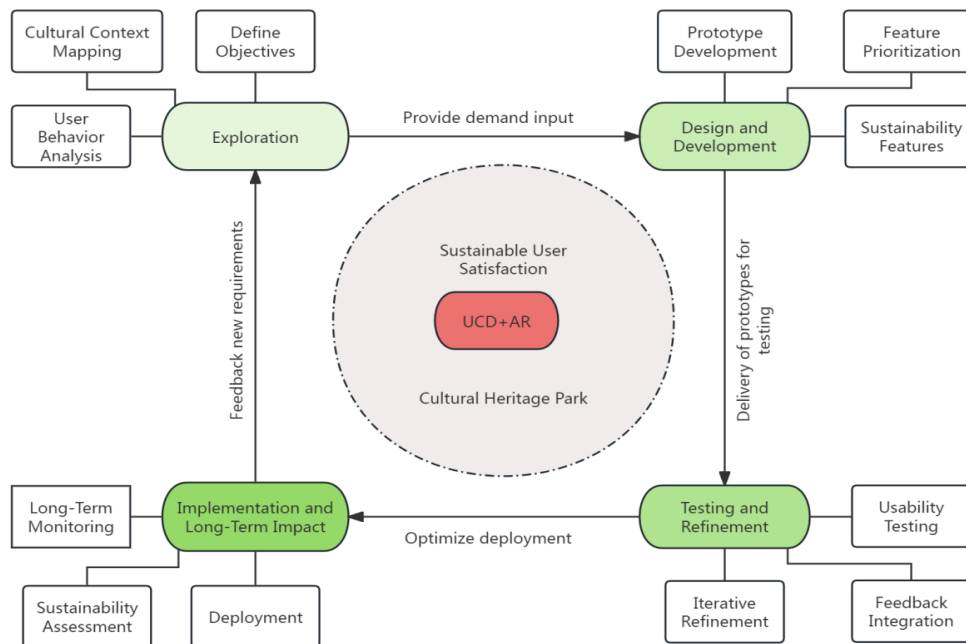 Cultural Context
Mapping
Define
Objectives
Prototype
Development
Feature
Prioritization
User
Behavior
Analysis
Exploration
Provide demand input
Design and
Development
Sustainability
Features
Feedback new requirements
Sustainable User
Satisfaction
UCD+AR
Cultural Heritage Park
Delivery of prototypes for
testing
Long-Term
Monitoring
Implementation and
Long-Term Impact
Optimize deployment
Testing and
Refinement
Usability
Testing
Sustainability
Assessment
Deployment
Iterative
Refinement
Feedback
Integration